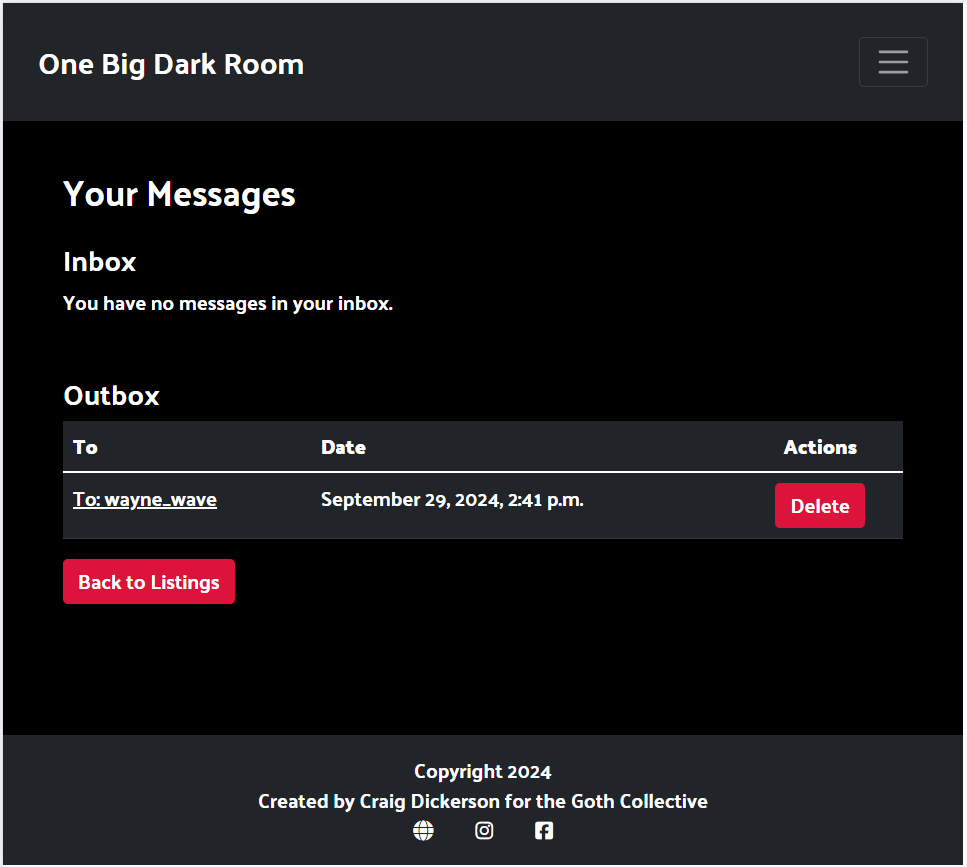 One Big Dark Room
Your Messages
Inbox
You have no messages in your inbox.
Outbox
To Date Actions
To: wayne_wave September 29, 2024, 2:41 p.m. Delete
Back to Listings
Copyright 2024
Created by Craig Dickerson for the Goth Collective